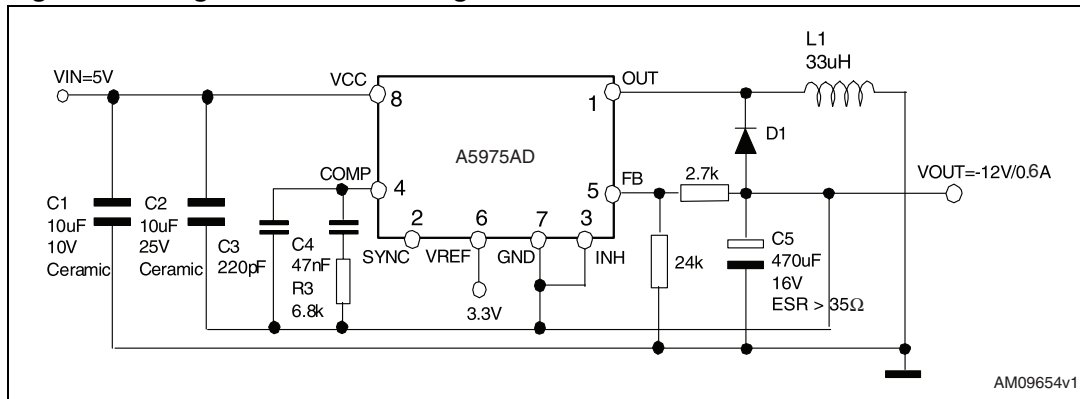 L1
33uH
VIN=5V
VCC
8
OUT
1
A5975AD
D1
COMP
4
FB
5
2.7k
VOUT=-12V/0.6A
C1
10uF
10V
Ceramic
C2
10uF
25V
Ceramic
C3
220pF
C4
47nF
R3
6.8k
2
SYNC
6
VREF
7
GND
3
INH
3.3V
24k
C5
470uF
16V
ESR > 35Ω
AM09654v1